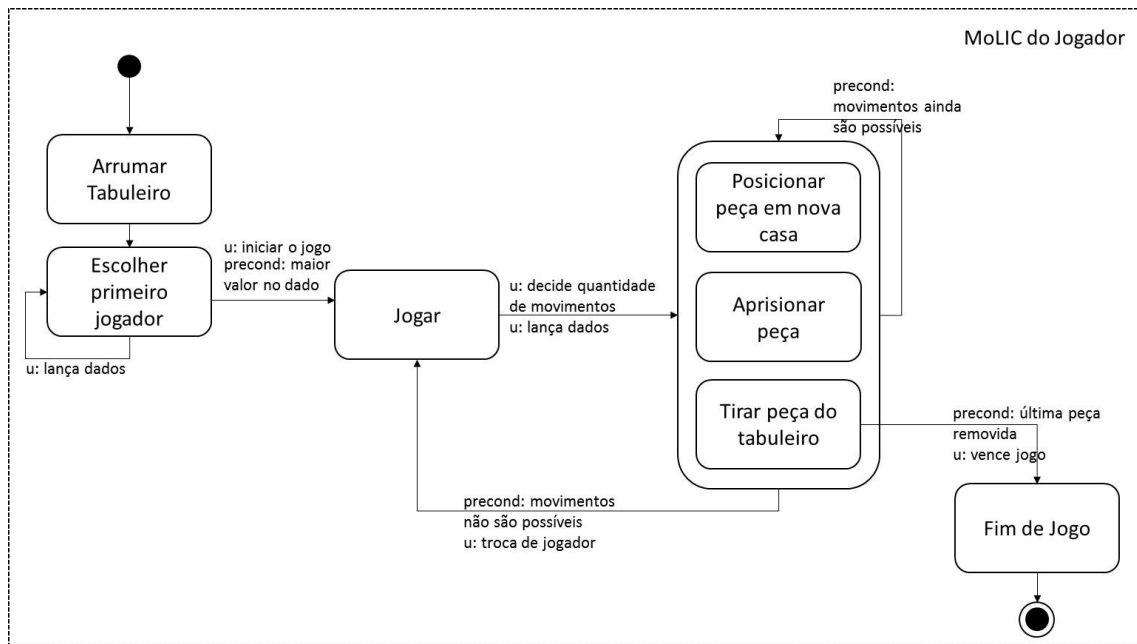 MoLIC do Jogador
Arrumar
Tabuleiro
Escolher
primeiro
jogador
u: lança dados
u: iniciar o jogo
precond: maior
valor no dado
Jogar
u: decide quantidade
de movimentos
u: lança dados
precond:
movimentos ainda
são possíveis
Posicionar
peça em nova
casa
Aprisionar
peça
Tirar peça do
tabuleiro
precond: movimentos
não são possíveis
u: troca de jogador
precond: última peça
removida
u: vence jogo
Fim de Jogo